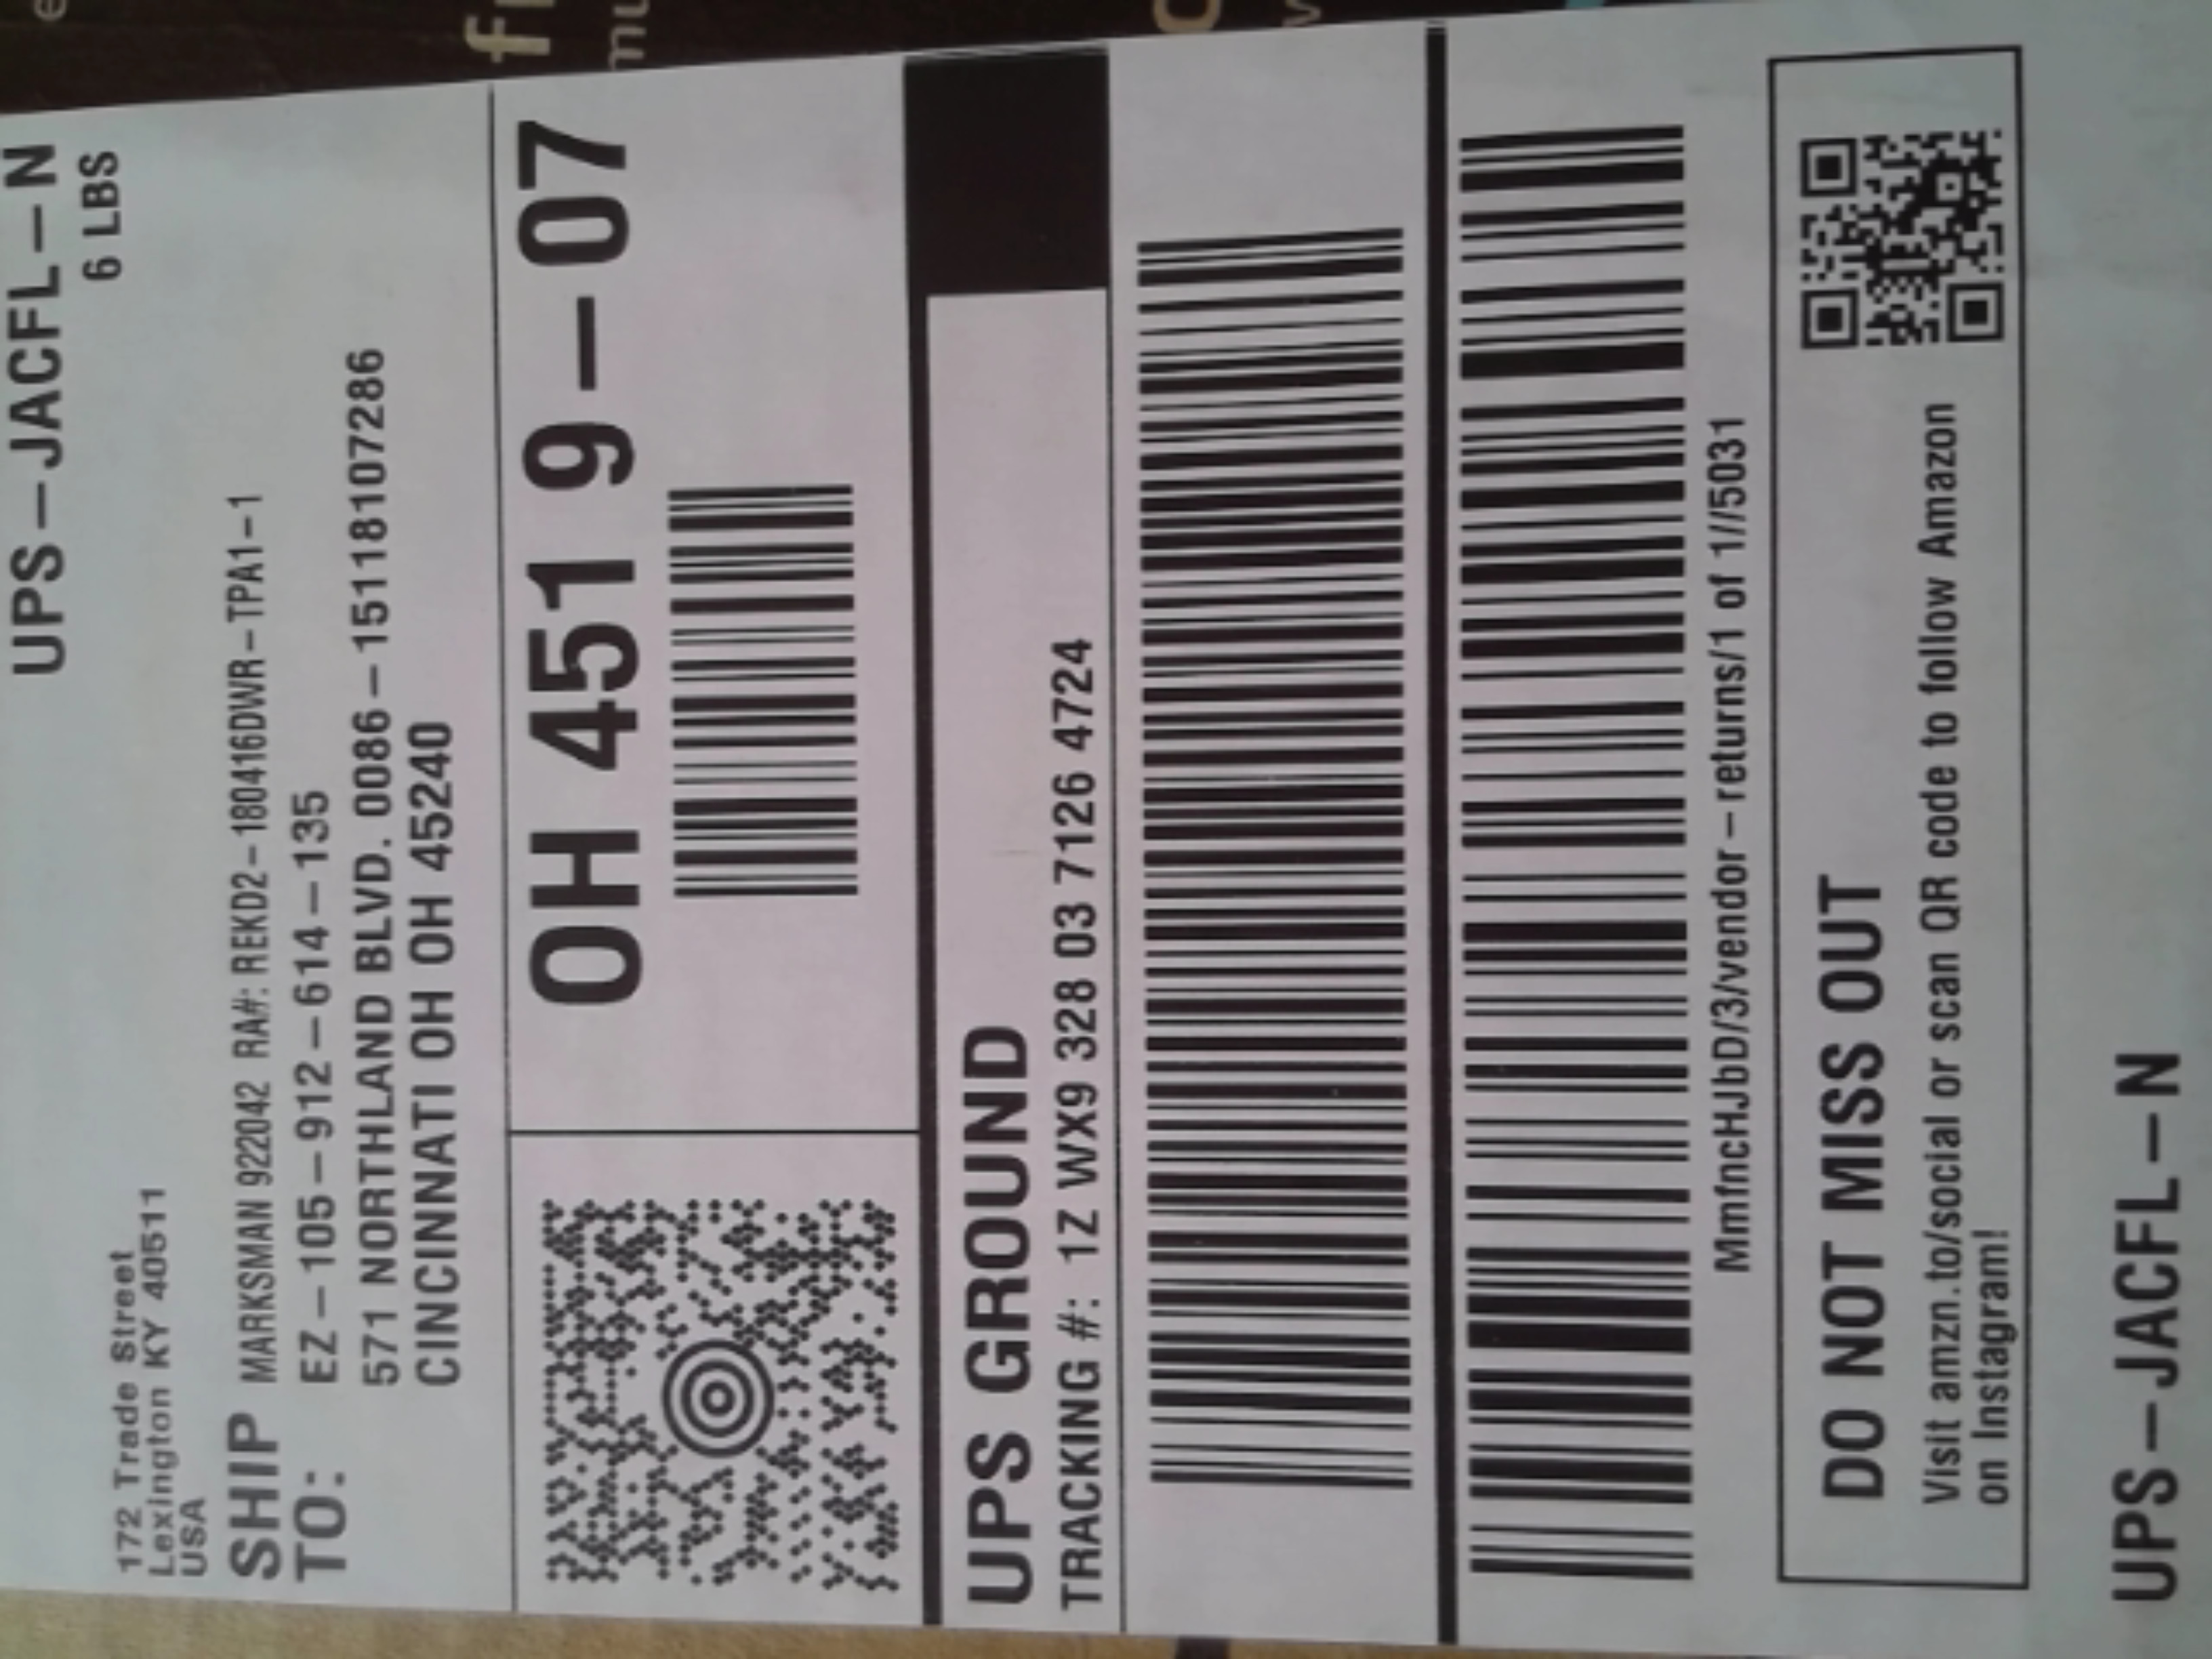 UPS-JACFL-N
6 LBS
172 Trade Street
Lexington KY 40511
USA
SHIP
TO:
MARKSMAN 922042 RA#: REKD2-180416DWR-TPA1-1
EZ-105-912-614-135
571 NORTHLAND BLVD. 0086-15118107286
CINCINNATI OH OH 45240
OH 451 9-07
UPS GROUND
TRACKING #: 1Z WX9 328 03 7126 4724
MmfncHJbD/3/vendor-returns/1 of 1//5031
DO NOT MISS OUT
Visit amzn.to/social or scan QR code to follow Amazon
on Instagram!
UPS-JACFL-N